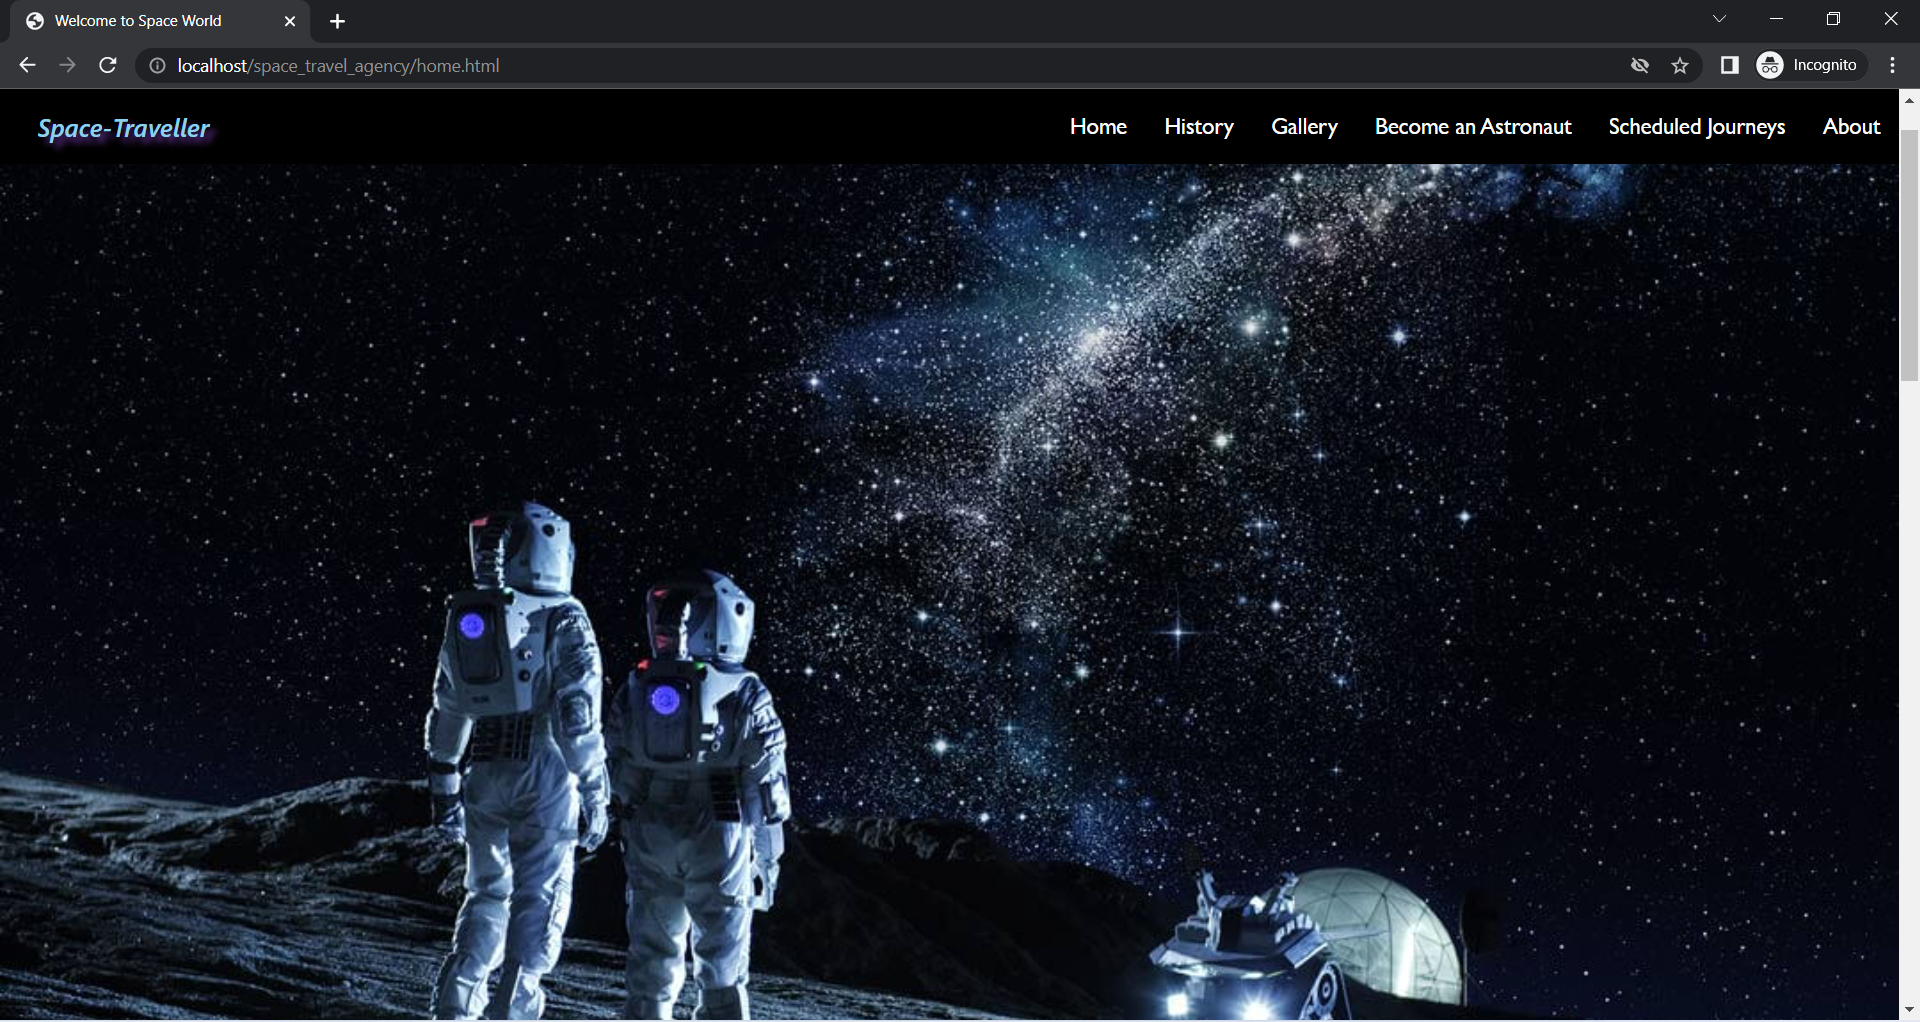 Welcome to Space World
localhost/space_travel_agency/home.html
Incognito
Space-Traveller
Home History Gallery Become an Astronaut Scheduled Journeys About